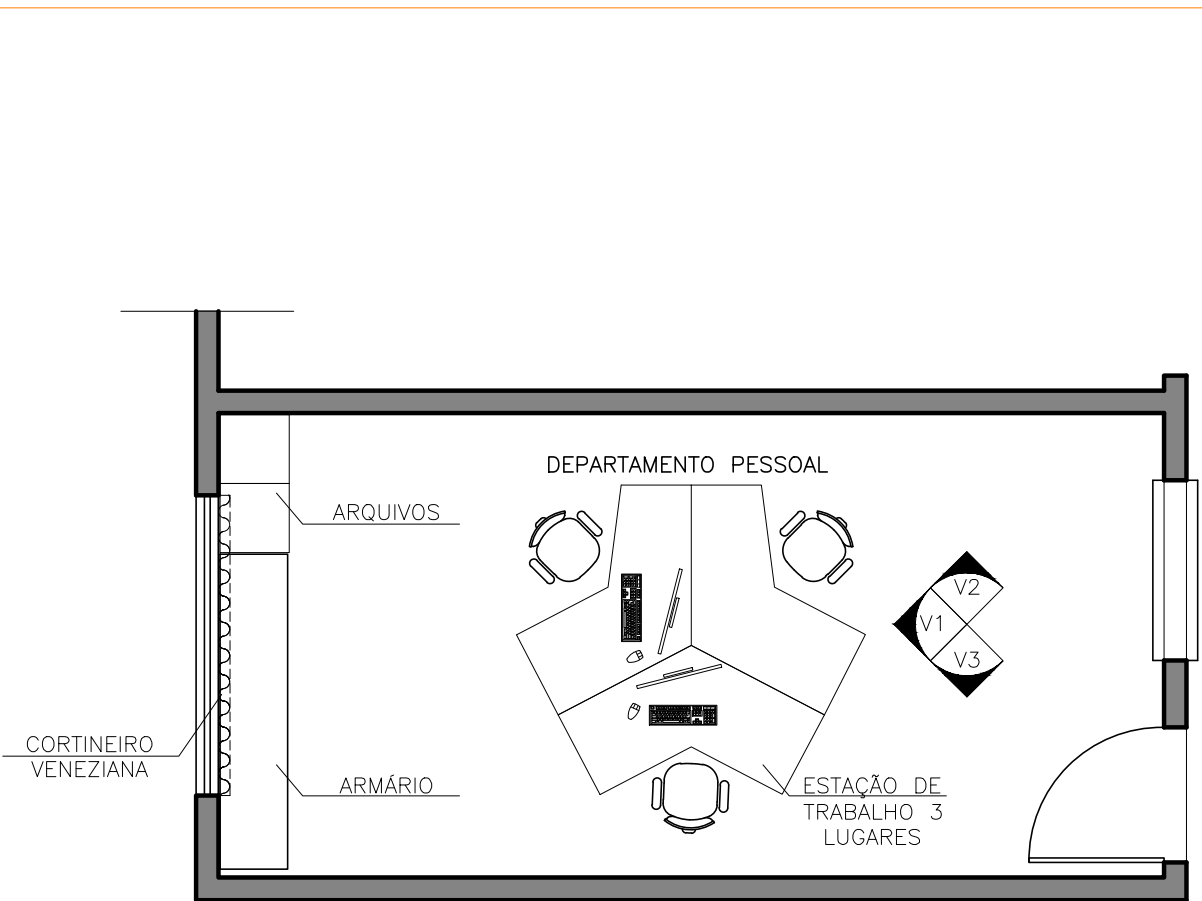 DEPARTAMENTO PESSOAL
ARQUIVOS
V2
V1
V3
CORTINEIRO
VENEZIANA
ARMÁRIO
ESTAÇÃO DE
TRABALHO 3
LUGARES